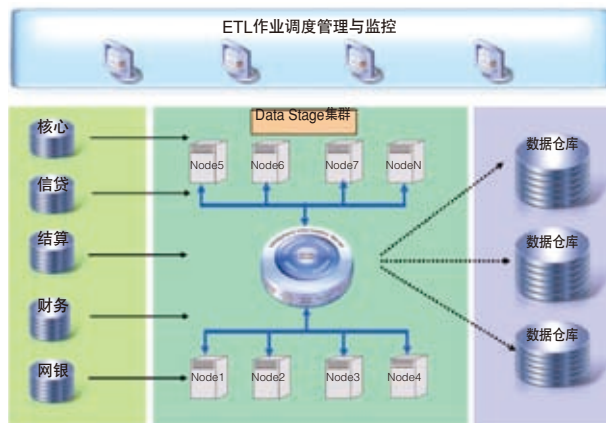 ETL作业调度管理与监控
Data Stage集群
核心
信贷
结算
财务
网银
Node5
Node6
Node7
NodeN
Node1
Node2
Node3
Node4
数据仓库
数据仓库
数据仓库